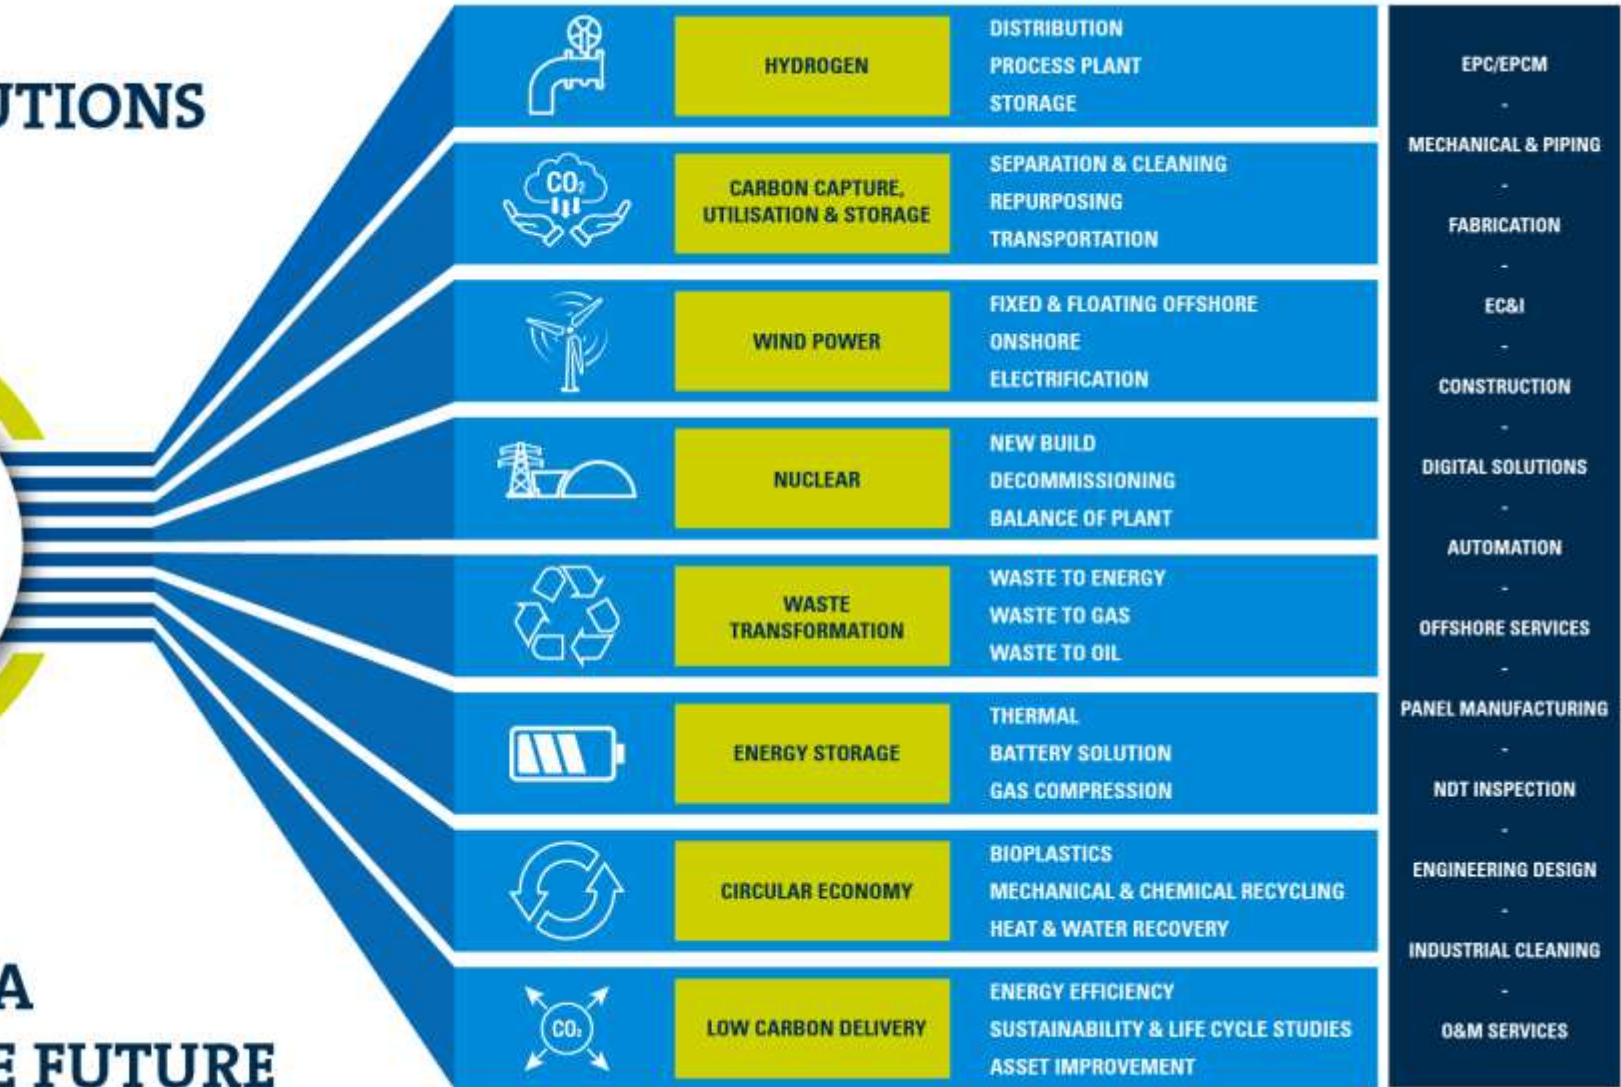 UTIONS
A
E FUTURE
CO₂
HYDROGEN
DISTRIBUTION
PROCESS PLANT
STORAGE
CARBON CAPTURE,
UTILISATION & STORAGE
SEPARATION & CLEANING
REPURPOSING
TRANSPORTATION
WIND POWER
FIXED & FLOATING OFFSHORE
ONSHORE
ELECTRIFICATION
NUCLEAR
NEW BUILD
DECOMMISSIONING
BALANCE OF PLANT
WASTE
TRANSFORMATION
WASTE TO ENERGY
WASTE TO GAS
WASTE TO OIL
ENERGY STORAGE
THERMAL
BATTERY SOLUTION
GAS COMPRESSION
CIRCULAR ECONOMY
BIOPLASTICS
MECHANICAL & CHEMICAL RECYCLING
HEAT & WATER RECOVERY
CO₂
LOW CARBON DELIVERY
ENERGY EFFICIENCY
SUSTAINABILITY & LIFE CYCLE STUDIES
ASSET IMPROVEMENT
EPC/EPCM
-
MECHANICAL & PIPING
-
FABRICATION
-
EC&I
-
CONSTRUCTION
-
DIGITAL SOLUTIONS
-
AUTOMATION
-
OFFSHORE SERVICES
-
PANEL MANUFACTURING
-
NDT INSPECTION
-
ENGINEERING DESIGN
-
INDUSTRIAL CLEANING
-
O&M SERVICES